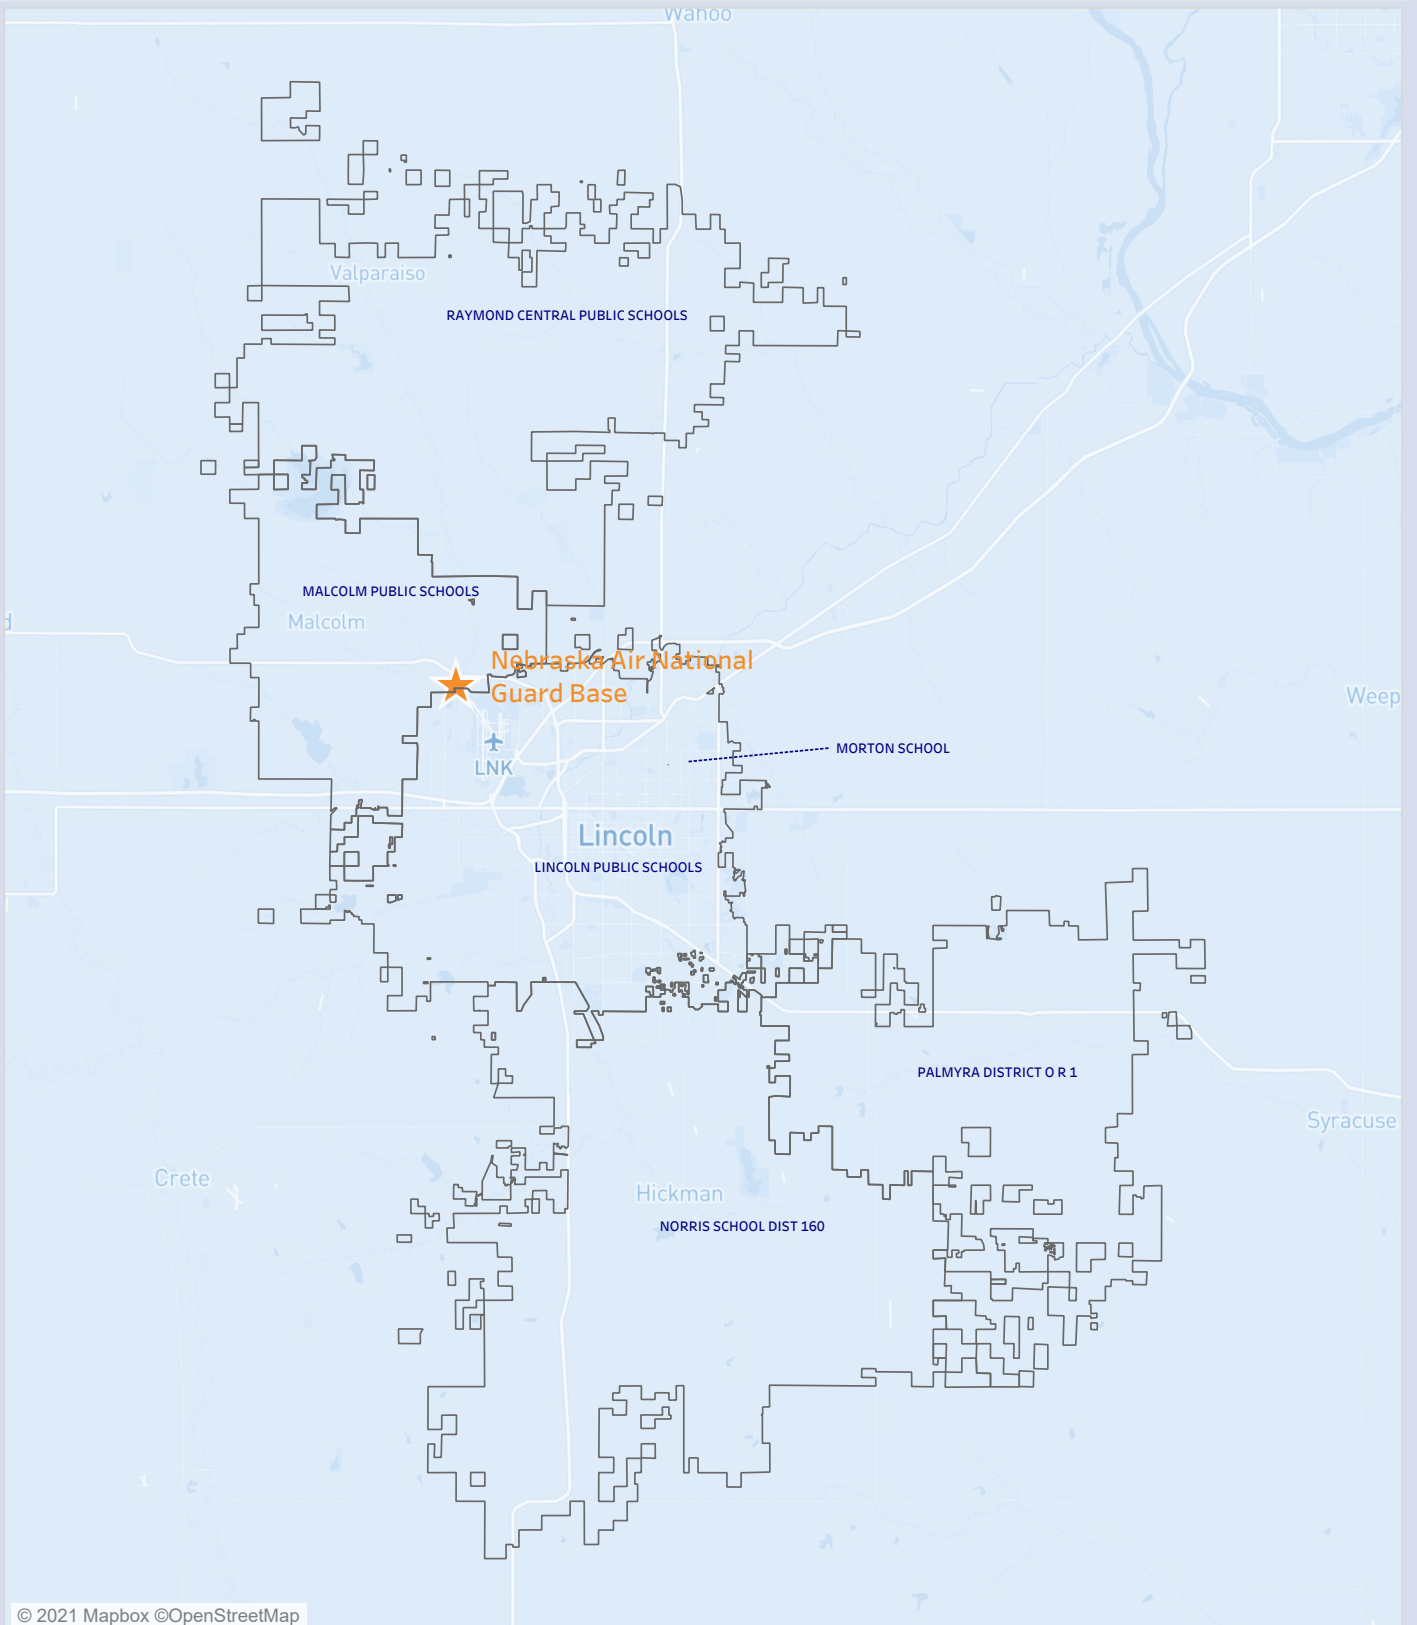 Wahoo
Valparaiso
RAYMOND CENTRAL PUBLIC SCHOOLS
MALCOLM PUBLIC SCHOOLS
Malcolm
Nebraska Air National
Guard Base
Weep
MORTON SCHOOL
LNK
Lincoln
LINCOLN PUBLIC SCHOOLS
PALMYRA DISTRICT O R 1
Syracuse
Crete
Hickman
NORRIS SCHOOL DIST 160
© 2021 Mapbox ©OpenStreetMap